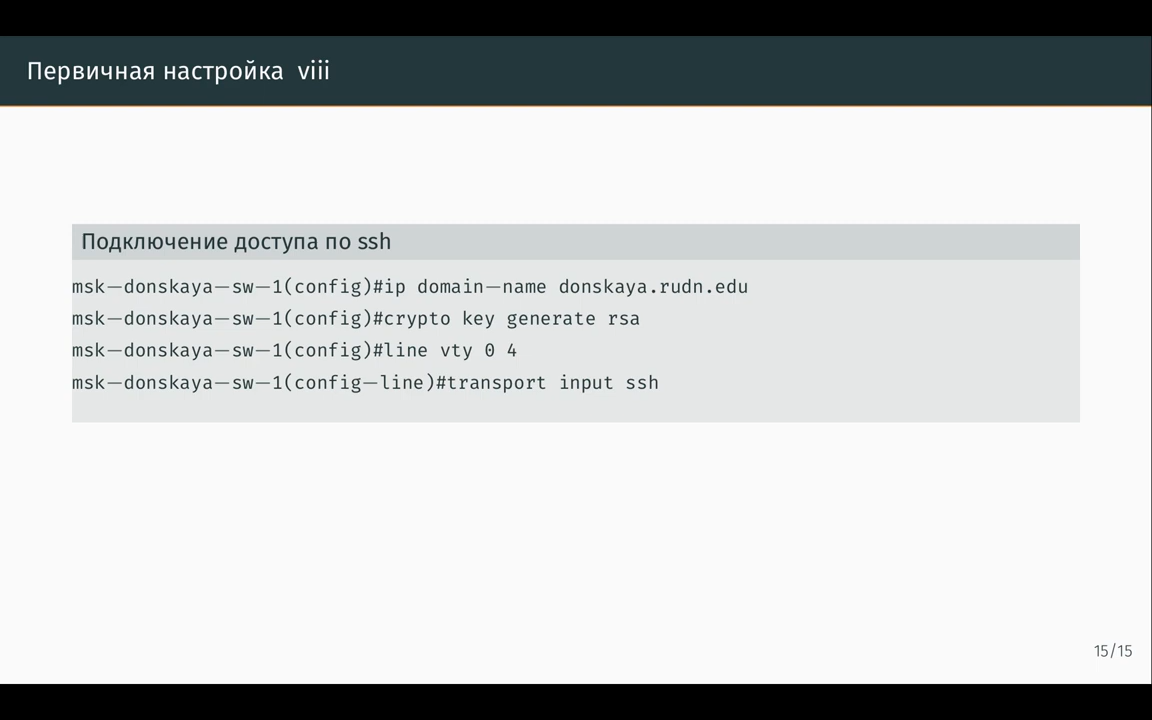 Первичная настройка viii
Подключение доступа по ssh
msk—donskaya—sw—1(config)#ip domain—name donskaya.rudn.edu
msk—donskaya—sw—1(config)#crypto key generate rsa
msk—donskaya—sw—1(config)#line vty 0 4
msk—donskaya—sw—1(config—line)#transport input ssh
15/15